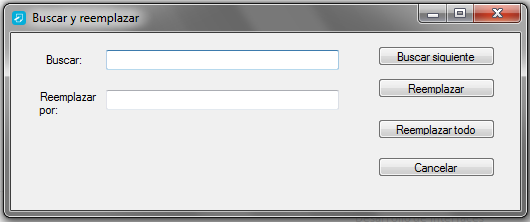 Buscar y reemplazar
Buscar:
Buscar siguiente
Reemplazar
por:
Reemplazar
Reemplazar todo
Cancelar